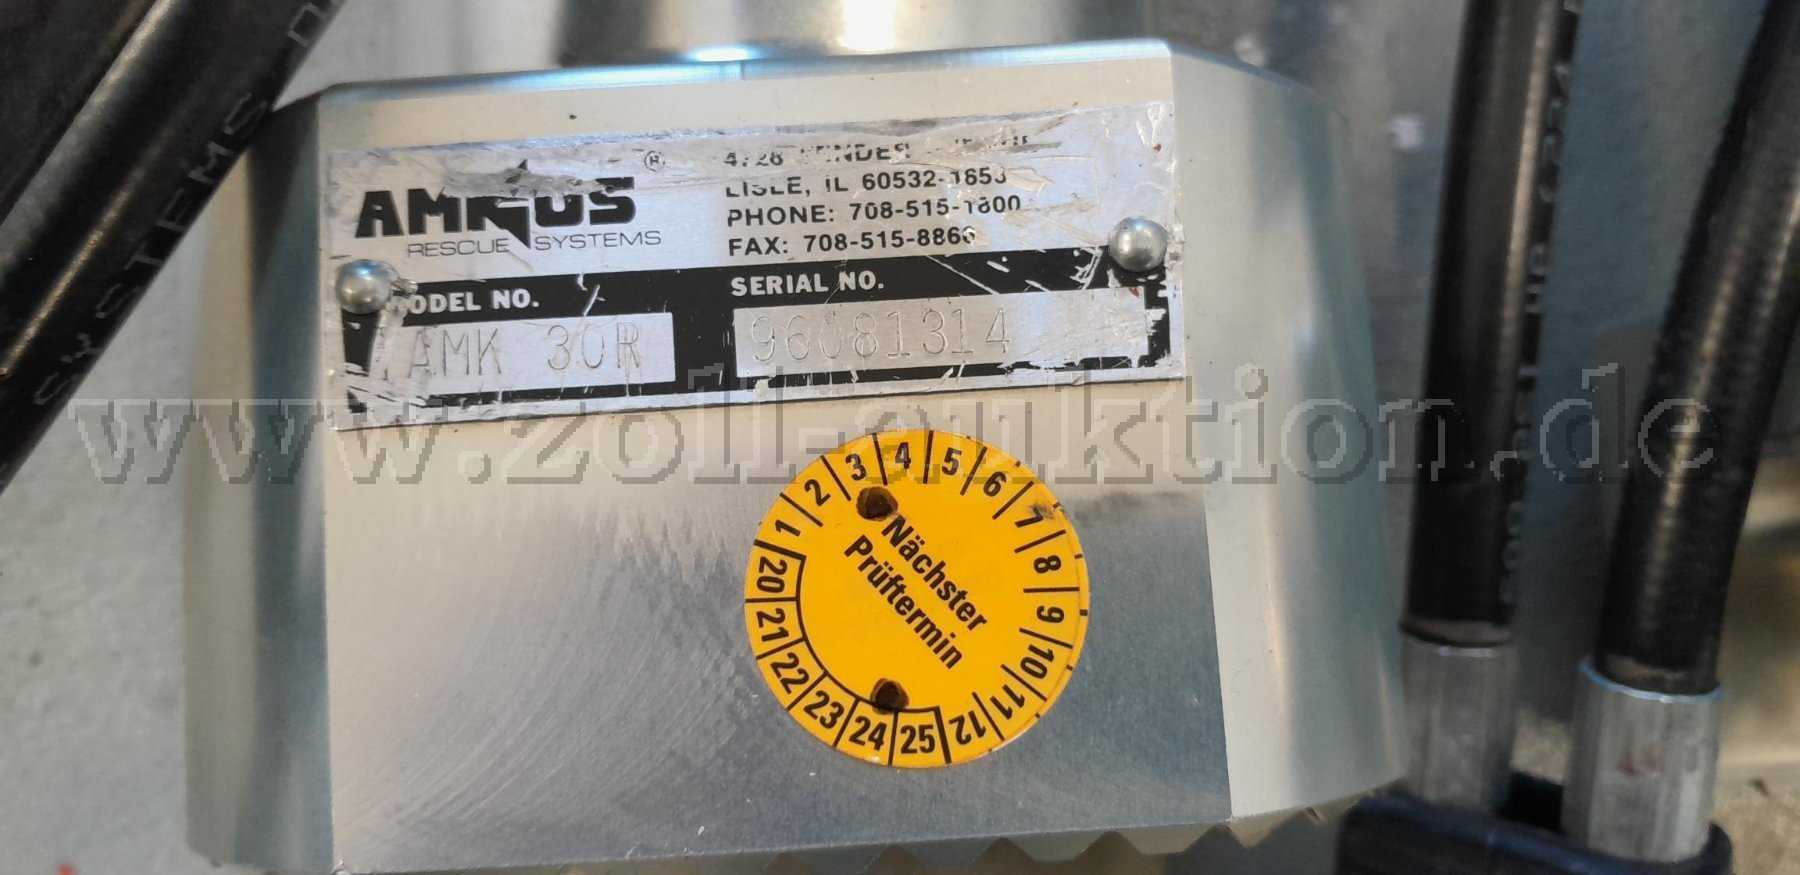 AMKUS ®
RESCUE SYSTEMS
LISLE, IL 60532-1653
PHONE: 708-515-1800
FAX: 708-515-8866
MODEL NO.
AMK 30R
SERIAL NO.
96081314
www.zoll-auktion.de
1 2 3 4 5 6 7 8 9 10 11 12
Nächster
Prüftermin
20 21 22 23 24 25
SYSTEMS